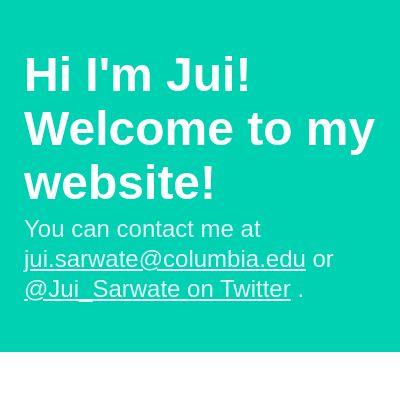 Hi I'm Jui!
Welcome to my
website!
You can contact me at
jui.sarwate@columbia.edu or
@Jui_Sarwate on Twitter .